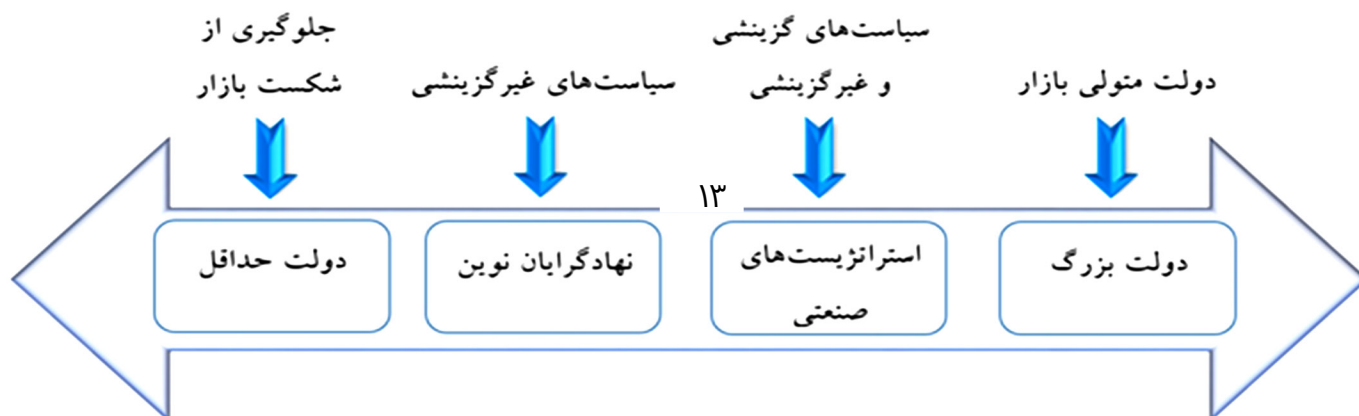 دولت متولی بازار
سیاست‌های گزینشی
و غیرگزینشی
سیاست‌های غیرگزینشی
جلوگیری از
شکست بازار
۱۳
دولت بزرگ
استراتژیست‌های
صنعتی
نهادگرایان نوین
دولت حداقل